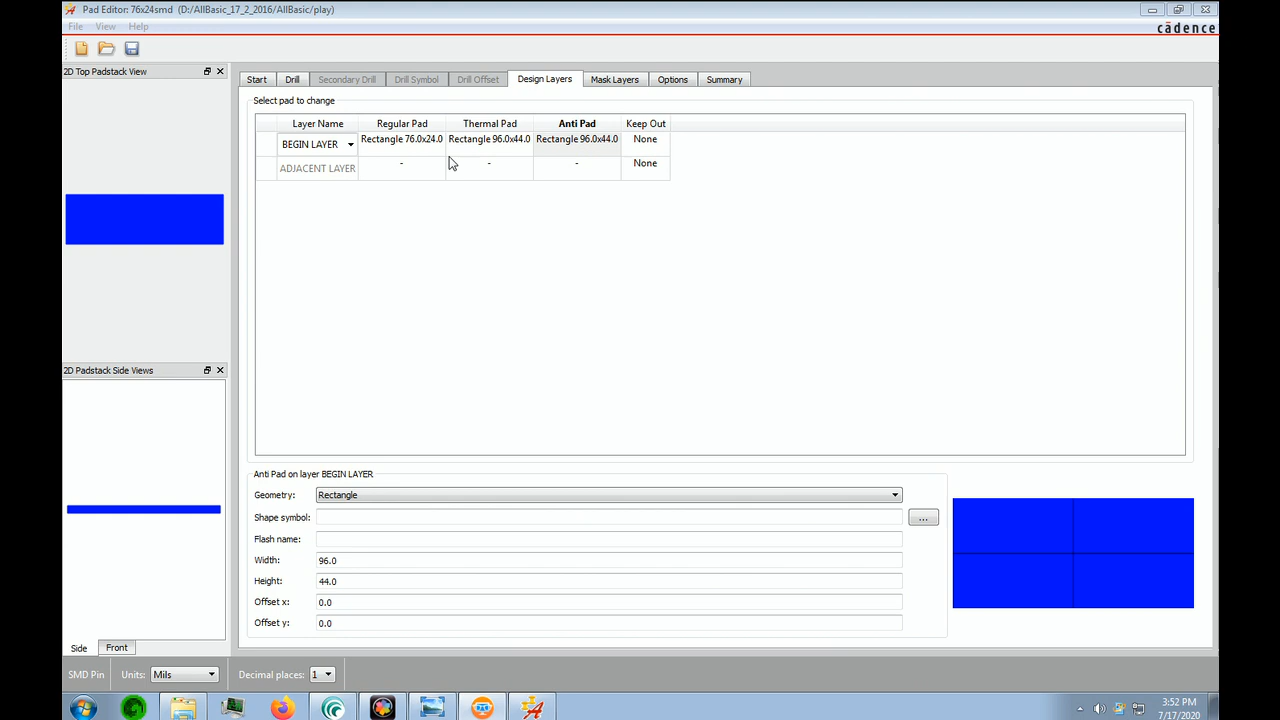 Pad Editor: 76x24smd (D:/AllBasic_17_2_2016/AllBasic/play)
File View Help
cādence
2D Top Padstack View
Start Drill Secondary Drill Drill Symbol Drill Offset Design Layers Mask Layers Options Summary
Select pad to change
Layer Name Regular Pad Thermal Pad Anti Pad Keep Out
BEGIN LAYER Rectangle 76.0x24.0 Rectangle 96.0x44.0 Rectangle 96.0x44.0 None
ADJACENT LAYER - - - None
2D Padstack Side Views
Anti Pad on layer BEGIN LAYER
Geometry: Rectangle
Shape symbol: ...
Flash name:
Width: 96.0
Height: 44.0
Offset x: 0.0
Offset y: 0.0
Side Front
SMD Pin Units: Mils Decimal places: 1
3:52 PM
7/17/2020